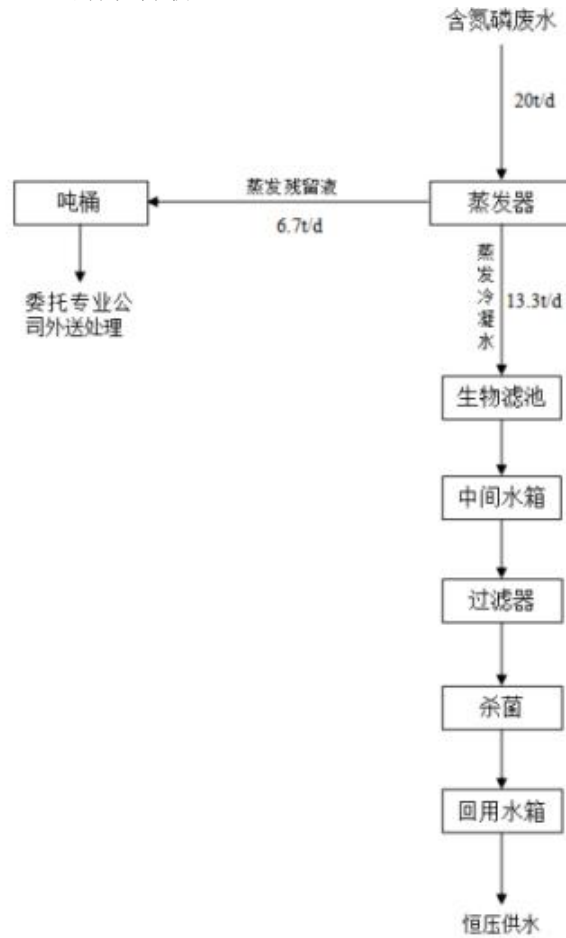 含氮磷废水
20t/d
蒸发器
蒸发残留液
6.7t/d
吨桶
委托专业公
司外送处理
蒸发冷凝水
13.3t/d
生物滤池
中间水箱
过滤器
杀菌
回用水箱
恒压供水